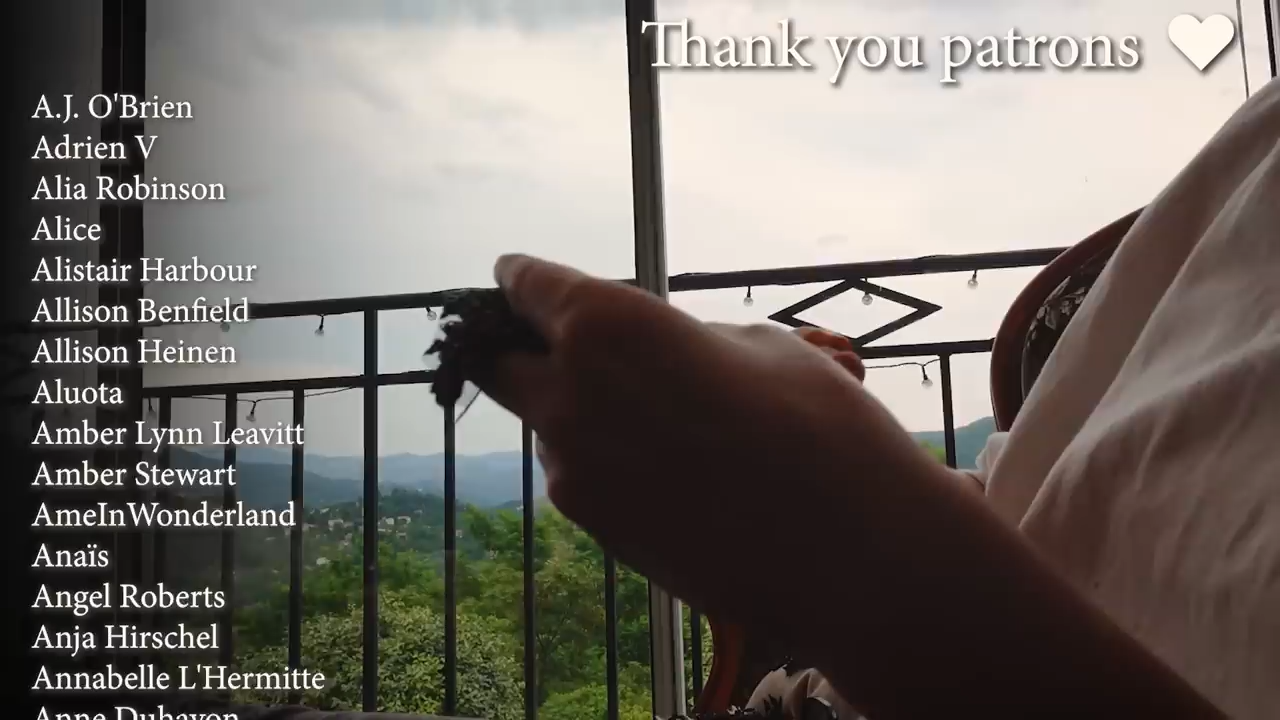 Thank you patrons ♥
A.J. O'Brien
Adrien V
Alia Robinson
Alice
Alistair Harbour
Allison Benfield
Allison Heinen
Aluota
Amber Lynn Leavitt
Amber Stewart
AmeInWonderland
Anaïs
Angel Roberts
Anja Hirschel
Annabelle L'Hermitte
Anne